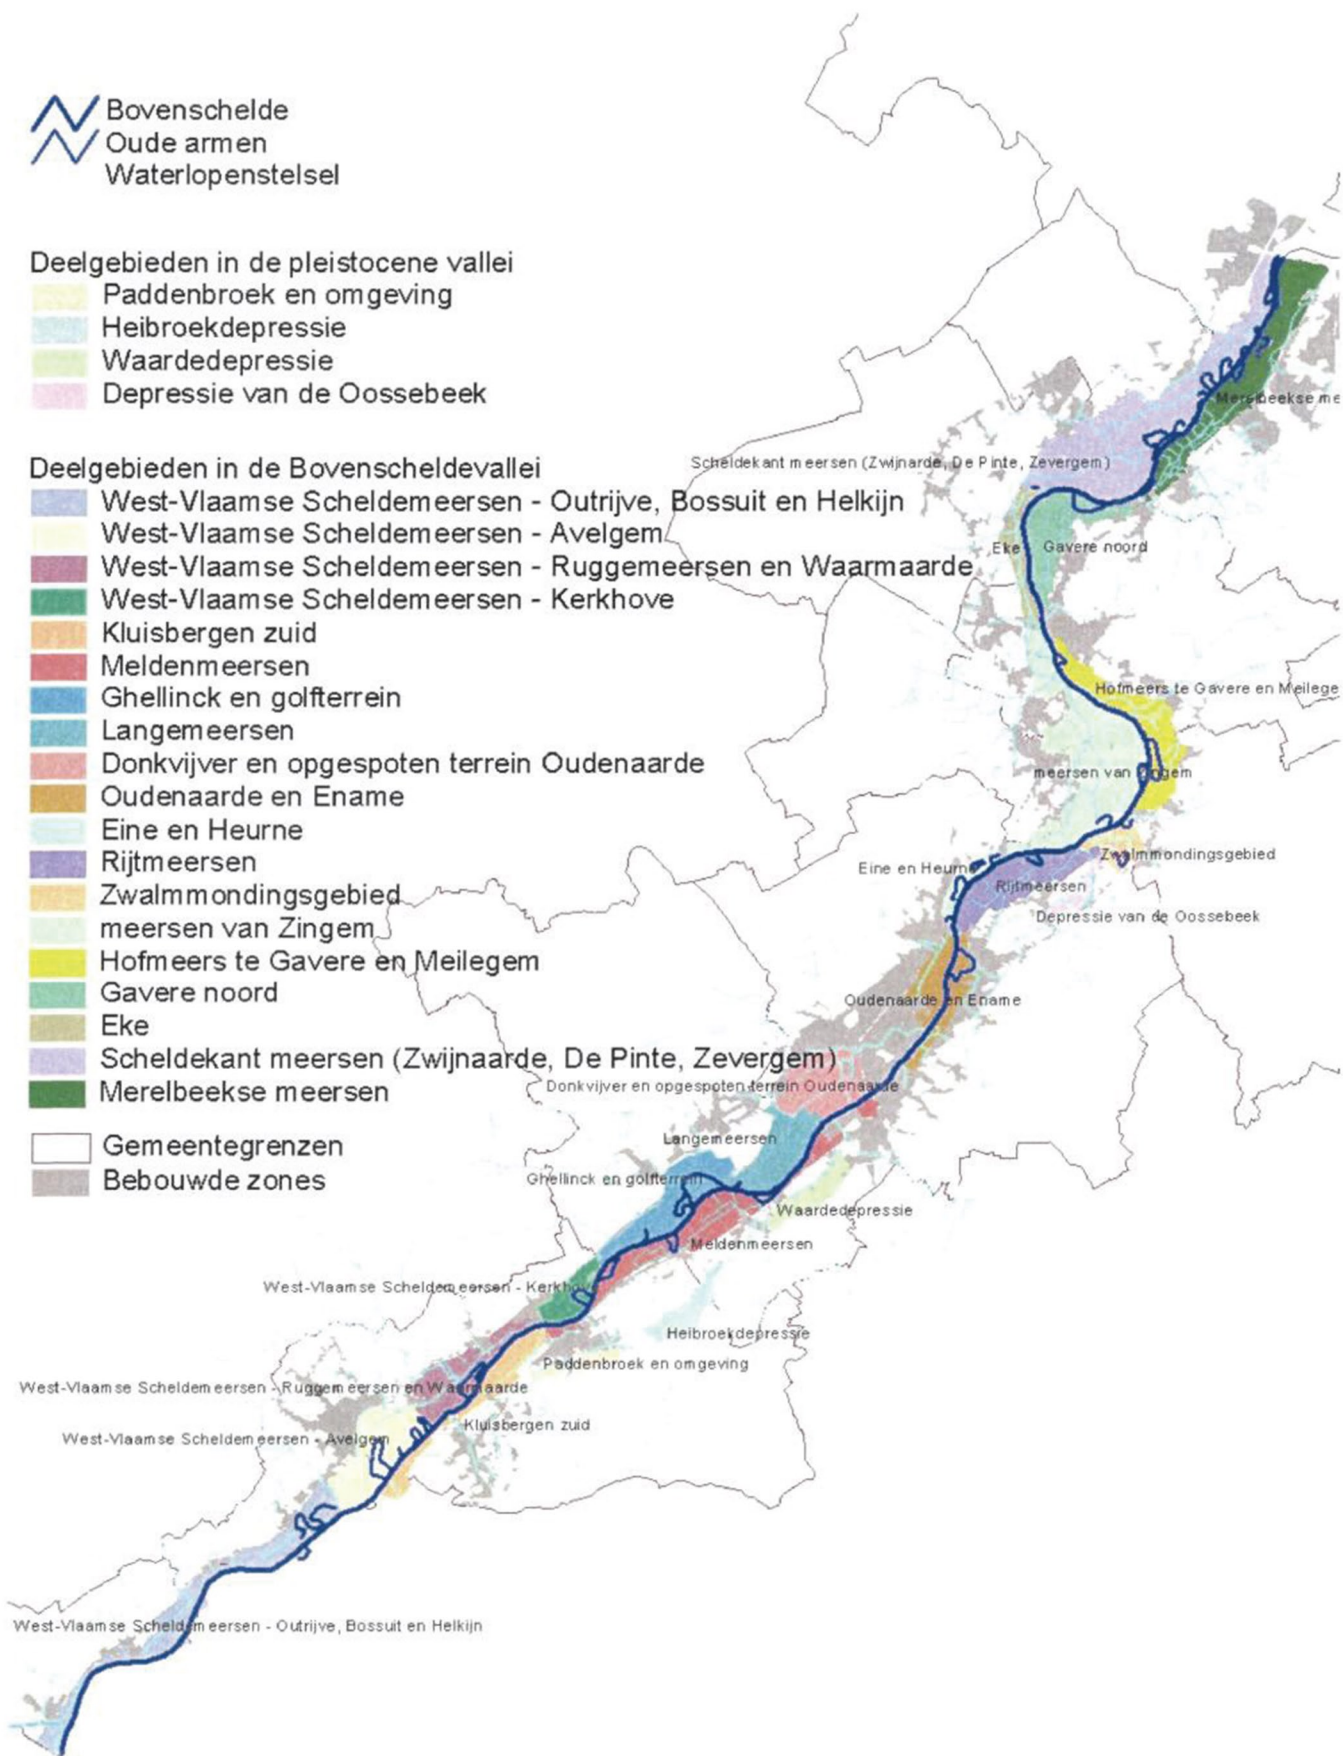 Bovenschelde
Oude armen
Waterlopenstelsel
Deelgebieden in de pleistocene vallei
Paddenbroek en omgeving
Heibroekdepressie
Waardedepressie
Depressie van de Oossebeek
Deelgebieden in de Bovenscheldevallei
West-Vlaamse Scheldemeersen - Outrijve, Bossuit en Helkijn
West-Vlaamse Scheldemeersen - Avelgem
West-Vlaamse Scheldemeersen - Ruggemeersen en Waarmaarde
West-Vlaamse Scheldemeersen - Kerkhove
Kluisbergen zuid
Meldenmeersen
Ghellinck en golfterrein
Langemeersen
Donkvijver en opgespoten terrein Oudenaarde
Oudenaarde en Ename
Eine en Heurne
Rijtmeersen
Zwalmmondingsgebied
meersen van Zingem
Hofmeers te Gavere en Meilegem
Gavere noord
Eke
Scheldekant meersen (Zwijnaarde, De Pinte, Zevergem)
Merelbeekse meersen
Gemeentegrenzen
Bebouwde zones
Merelbeekse me
Scheldekant meersen (Zwijnarde, De Pinte, Zevergem)
Eke
Gavere noord
Hofmeers te Gavere en Meilege
meersen van Zingem
Zwalmmondingsgebied
Eine en Heurne
Rijtmeersen
Depressie van de Oossebeek
Oudenaarde en Ename
Donkvijver en opgespoten terrein Oudenaarde
Langemeersen
Ghellinck en golfterrein
Waardedepressie
Meldenmeersen
West-Vlaamse Scheldemeersen - Kerkhove
Heibroekdepressie
Paddenbroek en omgeving
West-Vlaamse Scheldemeersen - Ruggemeersen en Waarmaarde
Kluisbergen zuid
West-Vlaamse Scheldemeersen - Avelgem
West-Vlaamse Scheldemeersen - Outrijve, Bossuit en Helkijn